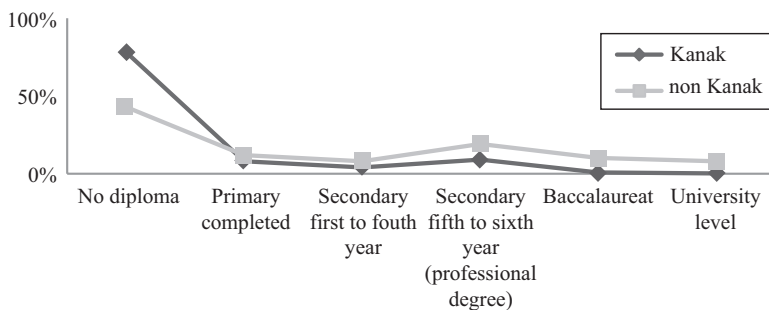 100%
50%
0%
Kanak
non Kanak
No diploma
Primary
completed
Secondary
first to fouth
year
Secondary
fifth to sixth
year
(professional
degree)
Baccalaureat
University
level